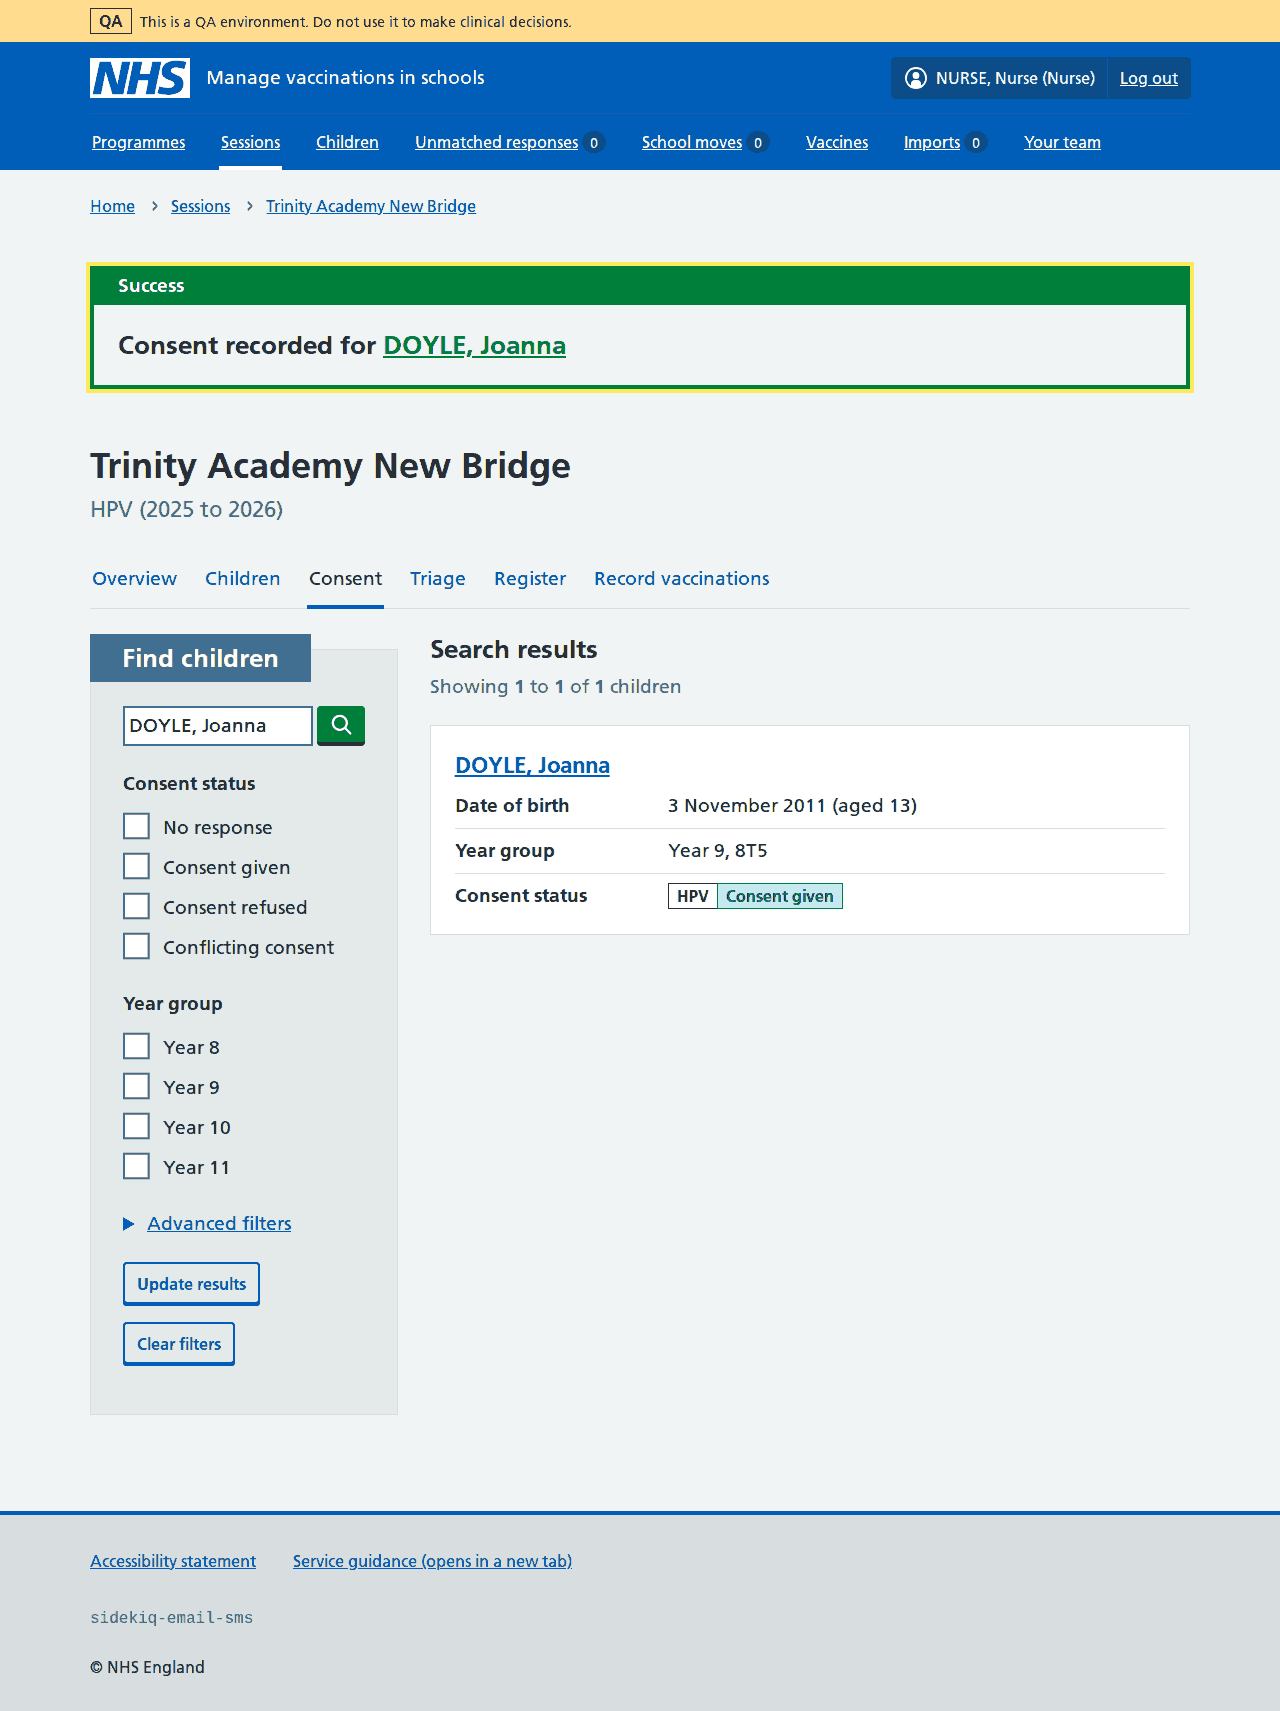 QA This is a QA environment. Do not use it to make clinical decisions.
NHS Manage vaccinations in schools NURSE, Nurse (Nurse) Log out
Programmes Sessions Children Unmatched responses 0 School moves 0 Vaccines Imports 0 Your team
Home Sessions Trinity Academy New Bridge
Success
Consent recorded for DOYLE, Joanna
Trinity Academy New Bridge
HPV (2025 to 2026)
Overview Children Consent Triage Register Record vaccinations
Find children
DOYLE, Joanna
Consent status
No response
Consent given
Consent refused
Conflicting consent
Year group
Year 8
Year 9
Year 10
Year 11
Advanced filters
Update results
Clear filters
Search results
Showing 1 to 1 of 1 children
DOYLE, Joanna
Date of birth 3 November 2011 (aged 13)
Year group Year 9, 8T5
Consent status HPV Consent given
Accessibility statement Service guidance (opens in a new tab)
sidekiq-email-sms
© NHS England